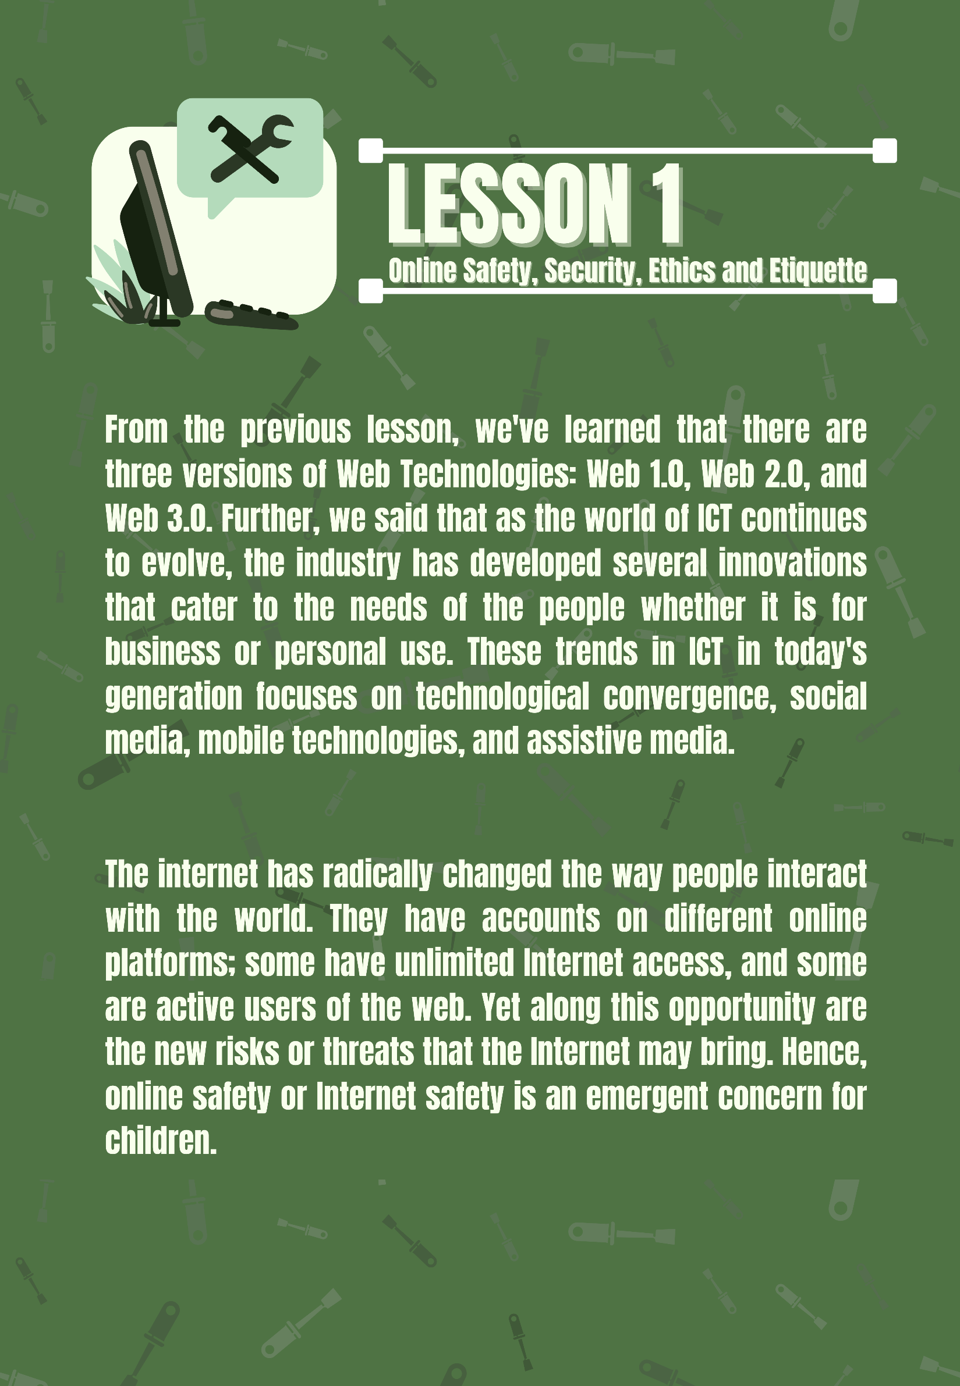 LESSON 1
Online Safety, Security, Ethics and Etiquette
From the previous lesson, we've learned that there are
three versions of Web Technologies: Web 1.0, Web 2.0, and
Web 3.0. Further, we said that as the world of ICT continues
to evolve, the industry has developed several innovations
that cater to the needs of the people whether it is for
business or personal use. These trends in ICT in today's
generation focuses on technological convergence, social
media, mobile technologies, and assistive media.
The internet has radically changed the way people interact
with the world. They have accounts on different online
platforms; some have unlimited Internet access, and some
are active users of the web. Yet along this opportunity are
the new risks or threats that the Internet may bring. Hence,
online safety or Internet safety is an emergent concern for
children.